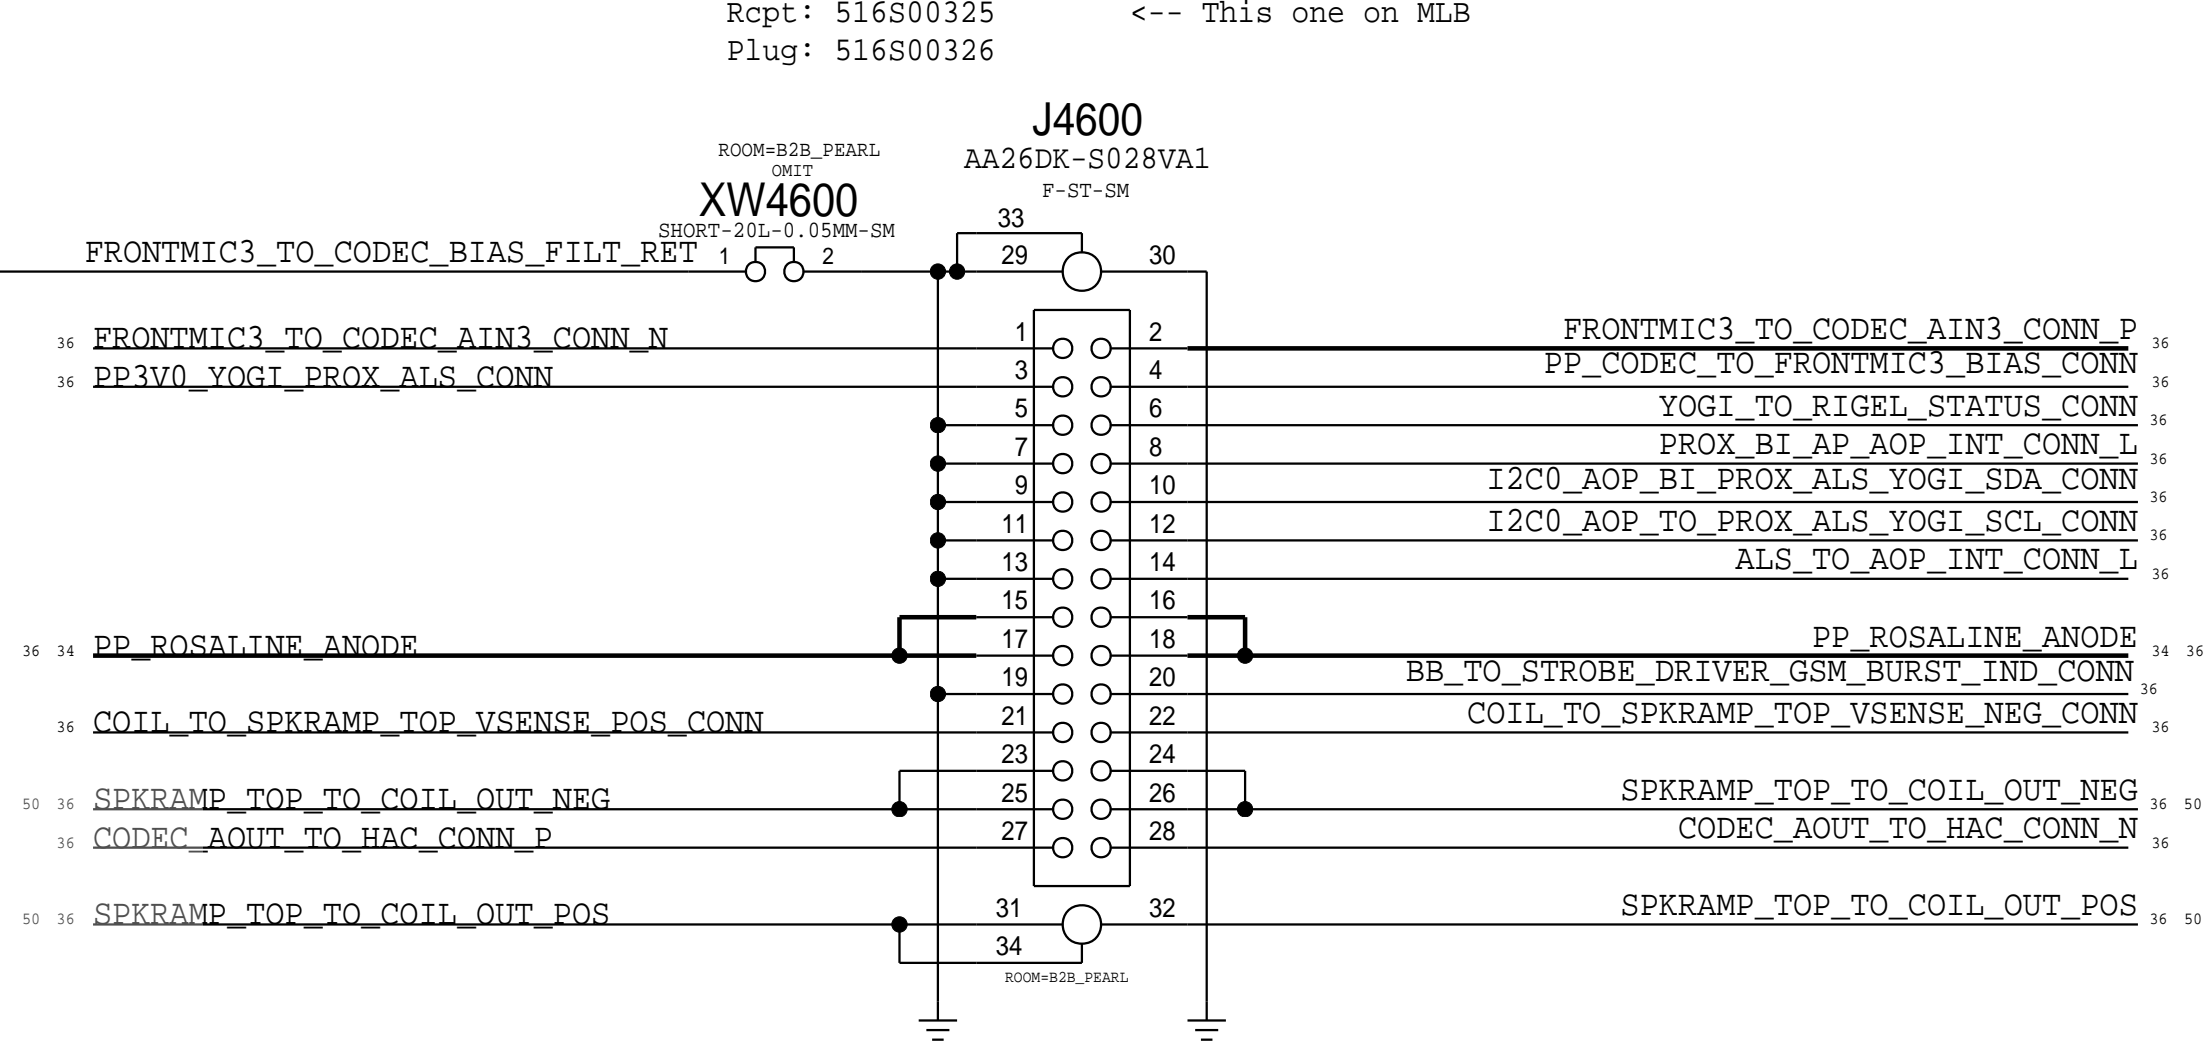 Rcpt: 516S00325 <-- This one on MLB
Plug: 516S00326
J4600
AA26DK-S028VA1
F-ST-SM
ROOM=B2B_PEARL
OMIT
XW4600
SHORT-20L-0.05MM-SM
33
FRONTMIC3_TO_CODEC_BIAS_FILT_RET 1 2 29 30
36 FRONTMIC3_TO_CODEC_AIN3_CONN_N 1 2 FRONTMIC3_TO_CODEC_AIN3_CONN_P 36
36 PP3V0_YOGI_PROX_ALS_CONN 3 4 PP_CODEC_TO_FRONTMIC3_BIAS_CONN 36
5 6 YOGI_TO_RIGEL_STATUS_CONN 36
7 8 PROX_BI_AP_AOP_INT_CONN_L 36
9 10 I2C0_AOP_BI_PROX_ALS_YOGI_SDA_CONN 36
11 12 I2C0_AOP_TO_PROX_ALS_YOGI_SCL_CONN 36
13 14 ALS_TO_AOP_INT_CONN_L 36
15 16
36 34 PP_ROSALINE_ANODE 17 18 PP_ROSALINE_ANODE 34 36
19 20 BB_TO_STROBE_DRIVER_GSM_BURST_IND_CONN 36
36 COIL_TO_SPKRAMP_TOP_VSENSE_POS_CONN 21 22 COIL_TO_SPKRAMP_TOP_VSENSE_NEG_CONN 36
23 24
50 36 SPKRAMP_TOP_TO_COIL_OUT_NEG 25 26 SPKRAMP_TOP_TO_COIL_OUT_NEG 36 50
36 CODEC_AOUT_TO_HAC_CONN_P 27 28 CODEC_AOUT_TO_HAC_CONN_N 36
50 36 SPKRAMP_TOP_TO_COIL_OUT_POS 31 32 SPKRAMP_TOP_TO_COIL_OUT_POS 36 50
34
ROOM=B2B_PEARL